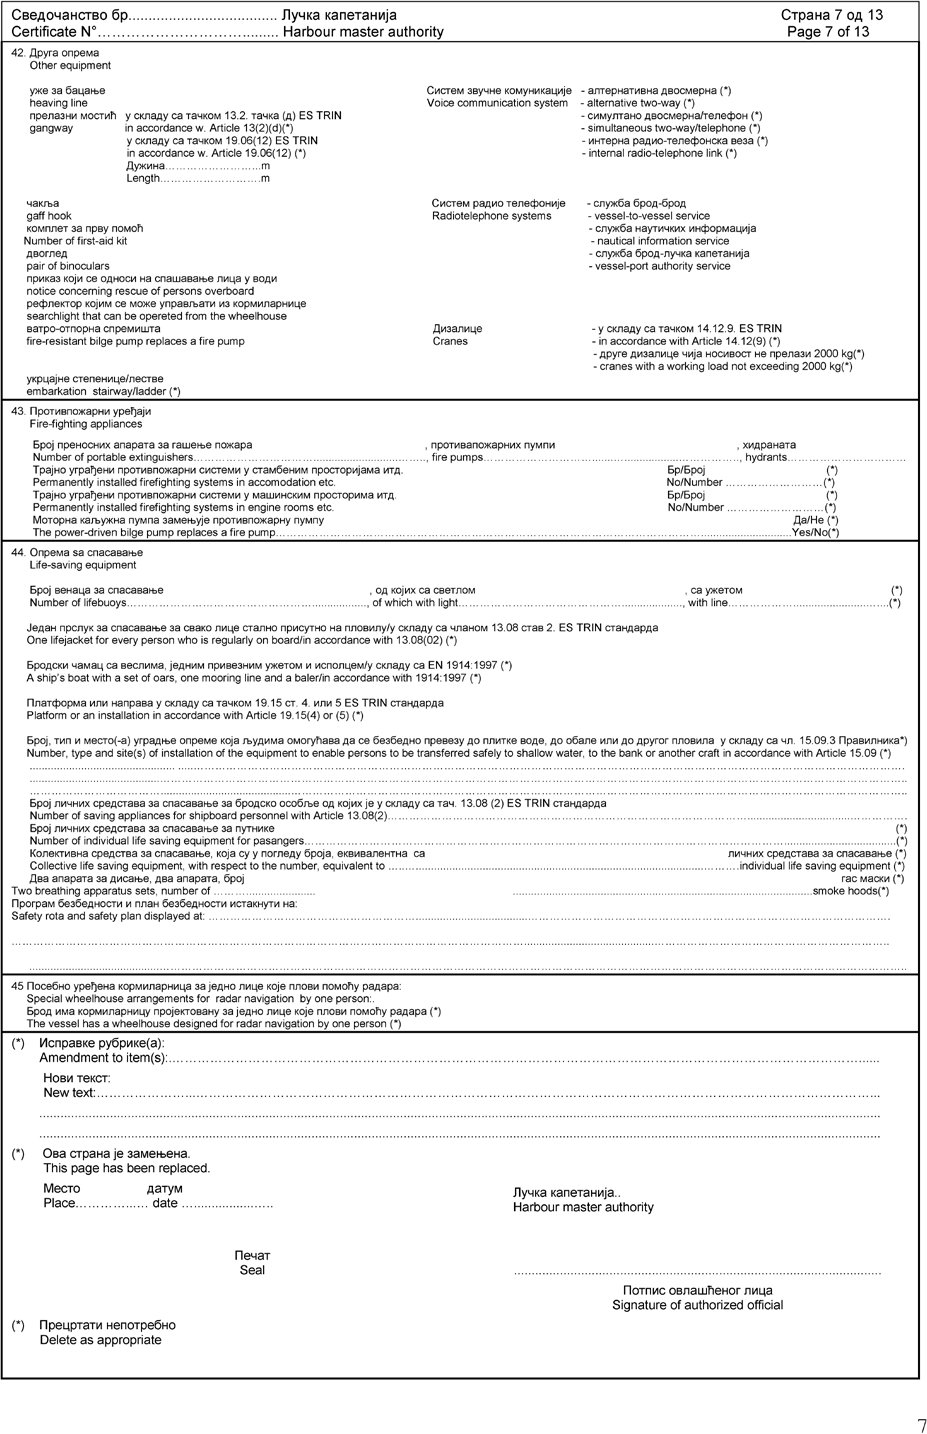 Сведочанство бр..................................... Лучка капетанија Страна 7 од 13
Certificate N°………………………......... Harbour master authority Page 7 of 13
42. Друга опрема
Other equipment
уже за бацање Систем звучне комуникације - алтернативна двосмерна (*)
heaving line Voice communication system - alternative two-way (*)
прелазни мостић у складу са тачком 13.2. тачка (д) ES TRIN - симултано двосмерна/телефон (*)
gangway in accordance w. Article 13(2)(d)(*) - simultaneous two-way/telephone (*)
у складу са тачком 19.06(12) ES TRIN - интерна радио-телефонска веза (*)
in accordance w. Article 19.06(12) (*) - internal radio-telephone link (*)
Дужина……………………...m
Length……………………….m
чакља Систем радио телефоније - служба брод-брод
gaff hook Radiotelephone systems - vessel-to-vessel service
комплет за прву помоћ - служба наутичких информација
Number of first-aid kit - nautical information service
двоглед - служба брод-лучка капетанија
pair of binoculars - vessel-port authority service
приказ који се односи на спашавање лица у води
notice concerning rescue of persons overboard
рефлектор којим се може управљати из кормиларнице
searchlight that can be opereted from the wheelhouse
ватро-отпорна спремишта Дизалице - у складу са тачком 14.12.9. ES TRIN
fire-resistant bilge pump replaces a fire pump Cranes - in accordance with Article 14.12(9) (*)
- друге дизалице чија носивост не прелази 2000 kg(*)
- cranes with a working load not exceeding 2000 kg(*)
укрцајне степенице/лестве
embarkation stairway/ladder (*)
43. Противпожарни уређаји
Fire-fighting appliances
Број преносних апарата за гашење пожара , противапожарних пумпи , хидраната
Number of portable extinguishers……………………………………………, fire pumps……………………………………………, hydrants……………………………
Трајно уграђени противпожарни системи у стамбеним просторијама итд. Бр/Број (*)
Permanently installed firefighting systems in accomodation etc. No/Number ………………………(*)
Трајно уграђени противпожарни системи у машинским просторима итд. Бр/Број (*)
Permanently installed firefighting systems in engine rooms etc. No/Number ………………………(*)
Моторна каљужна пумпа замењује противпожарну пумпу Да/Не (*)
The power-driven bilge pump replaces a fire pump……………………………………………Yes/No(*)
44. Опрема за спасавање
Life-saving equipment
Број венаца за спасавање , од којих са светлом , са ужетом (*)
Number of lifebuoys……………………………………………, of which with light……………………………………………, with line……………………………………(*)
Један прслук за спасавање за свако лице стално присутно на пловилу/у складу са чланом 13.08 став 2. ES TRIN стандарда
One lifejacket for every person who is regularly on board/in accordance with 13.08(02) (*)
Бродски чамац са веслима, једним привезним ужетом и исполцем/у складу са EN 1914:1997 (*)
A ship's boat with a set of oars, one mooring line and a baler/in accordance with 1914:1997 (*)
Платформа или направа у складу са тачком 19.15 ст. 4. или 5 ES TRIN стандарда
Platform or an installation in accordance with Article 19.15(4) or (5) (*)
Број, тип и место(-а) уградње опреме која људима омогућава да се безбедно превезу до плитке воде, до обале или до другог пловила у складу са чл. 15.09.3 Правилника*)
Number, type and site(s) of installation of the equipment to enable persons to be transferred safely to shallow water, to the bank or another craft in accordance with Article 15.09 (*)
……………………………………………………………………………………
……………………………………………………………………………………
……………………………………………………………………………………
Број личних средстава за спасавање за бродско особље од којих је у складу са тач. 13.08 (2) ES TRIN стандарда
Number of saving appliances for shipboard personnel with Article 13.08(2)……………………………………………
Број личних средстава за спасавање за путнике (*)
Number of individual life saving equipment for pasangers……………………………………………(*)
Колективна средства за спасавање, која су у погледу броја, еквивалентна са личних средстава за спасавање (*)
Collective life saving equipment, with respect to the number, equivalent to ……………………………………………individual life saving equipment (*)
Два апарата за дисање, два апарата, број гас маски (*)
Two breathing apparatus sets, number of ………............................ ..............................................smoke hoods(*)
Програм безбедности и план безбедности истакнути на:
Safety rota and safety plan displayed at: ……………………………………………………………………
……………………………………………………………………………………
……………………………………………………………………………………
45 Посебно уређена кормиларница за једно лице које плови помоћу радара:
Special wheelhouse arrangements for radar navigation by one person:.
Брод има кормиларницу пројектовану за једно лице које плови помоћу радара (*)
The vessel has a wheelhouse designed for radar navigation by one person (*)
(*) Исправке рубрике(а):
Amendment to item(s):……………………………………………………………………
Нови текст:
New text:……………………………………………………………………
……………………………………………………………………………………
……………………………………………………………………………………
(*) Ова страна је замењена.
This page has been replaced.
Место датум Лучка капетанија..
Place…………..… date …..................….. Harbour master authority
Печат
Seal ……………………………………………
Потпис овлашћеног лица
Signature of authorized official
(*) Прецртати непотребно
Delete as appropriate
7